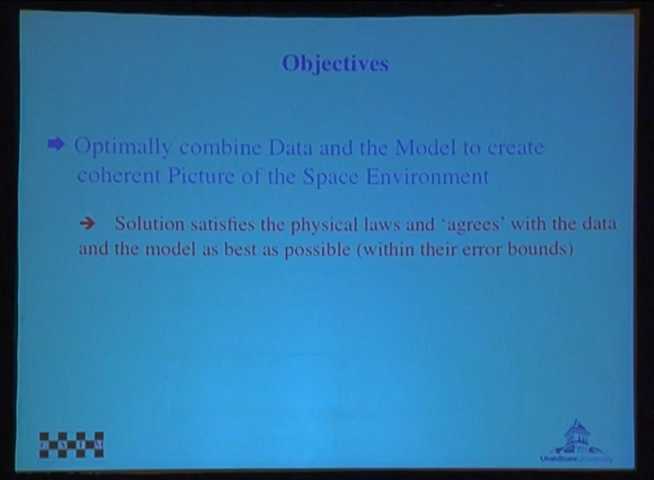 Objectives
Optimally combine Data and the Model to create
coherent Picture of the Space Environment
Solution satisfies the physical laws and ‘agrees’ with the data
and the model as best as possible (within their error bounds)
UtahStateUniversity